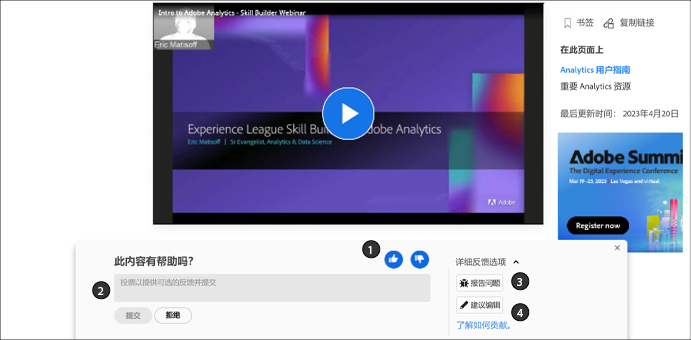 Intro to Adobe Analytics - Skill Builder Webinar
Eric Matisoff
Experience League Skill Buil Adobe Analytics
Eric Matisoff | Sr Evangelist, Analytics & Data Science
Adobe
书签 复制链接
在此页面上
Analytics 用户指南
重要 Analytics 资源
最后更新时间： 2023年4月20日
Adobe Summi
The Digital Experience Conference
Mar 19–23, 2023 Las Vegas and virtual
Register now
此内容有帮助吗?
1
2
投票以提供可选的反馈并提交
提交 拒绝
详细反馈选项
报告问题 3
建议编辑 4
了解如何贡献。